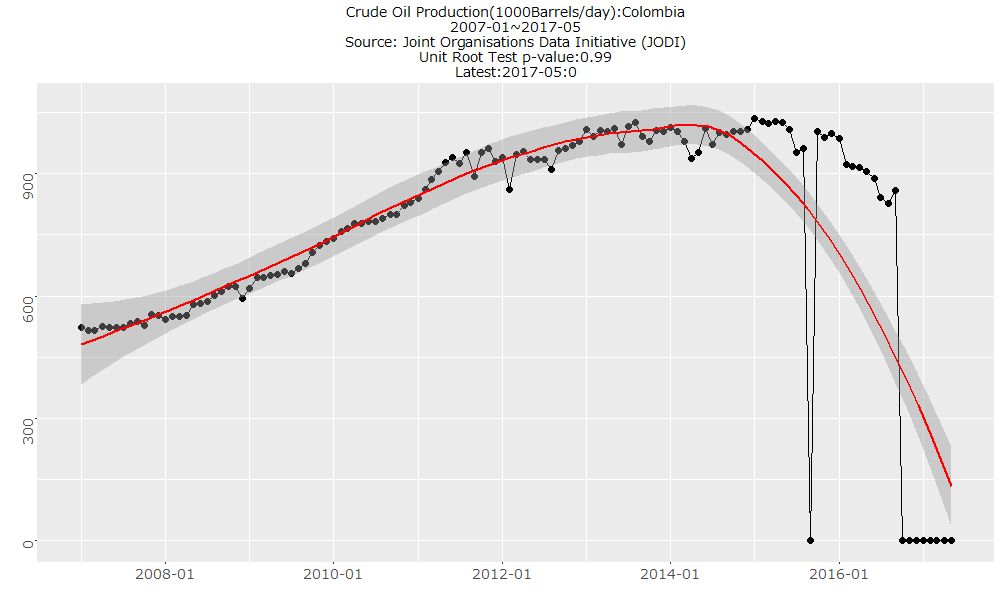 Crude Oil Production(1000Barrels/day):Colombia
2007-01~2017-05
Source: Joint Organisations Data Initiative (JODI)
Unit Root Test p-value:0.99
Latest:2017-05:0
900
600
300
0
2008-01 2010-01 2012-01 2014-01 2016-01